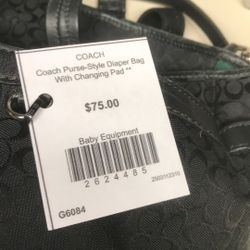 COACH
Coach Purse-Style Diaper Bag
With Changing Pad **
$75.00
Baby Equipment
2624485
G6084